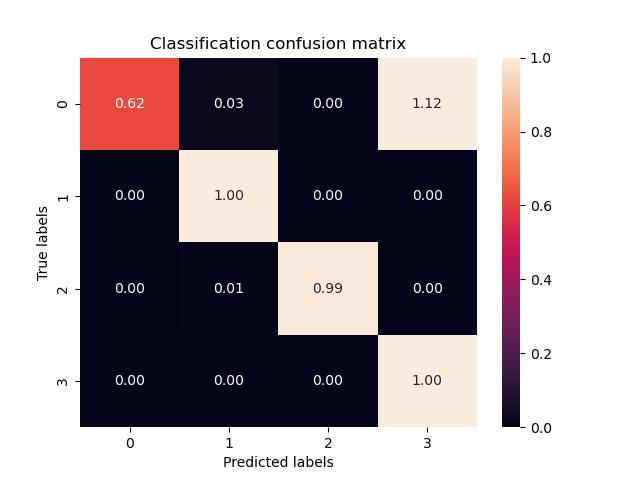 Classification confusion matrix
0 0.62 0.03 0.00 1.12
1 0.00 1.00 0.00 0.00
2 0.00 0.01 0.99 0.00
3 0.00 0.00 0.00 1.00
0 1 2 3
True labels
Predicted labels
1.0
0.8
0.6
0.4
0.2
0.0